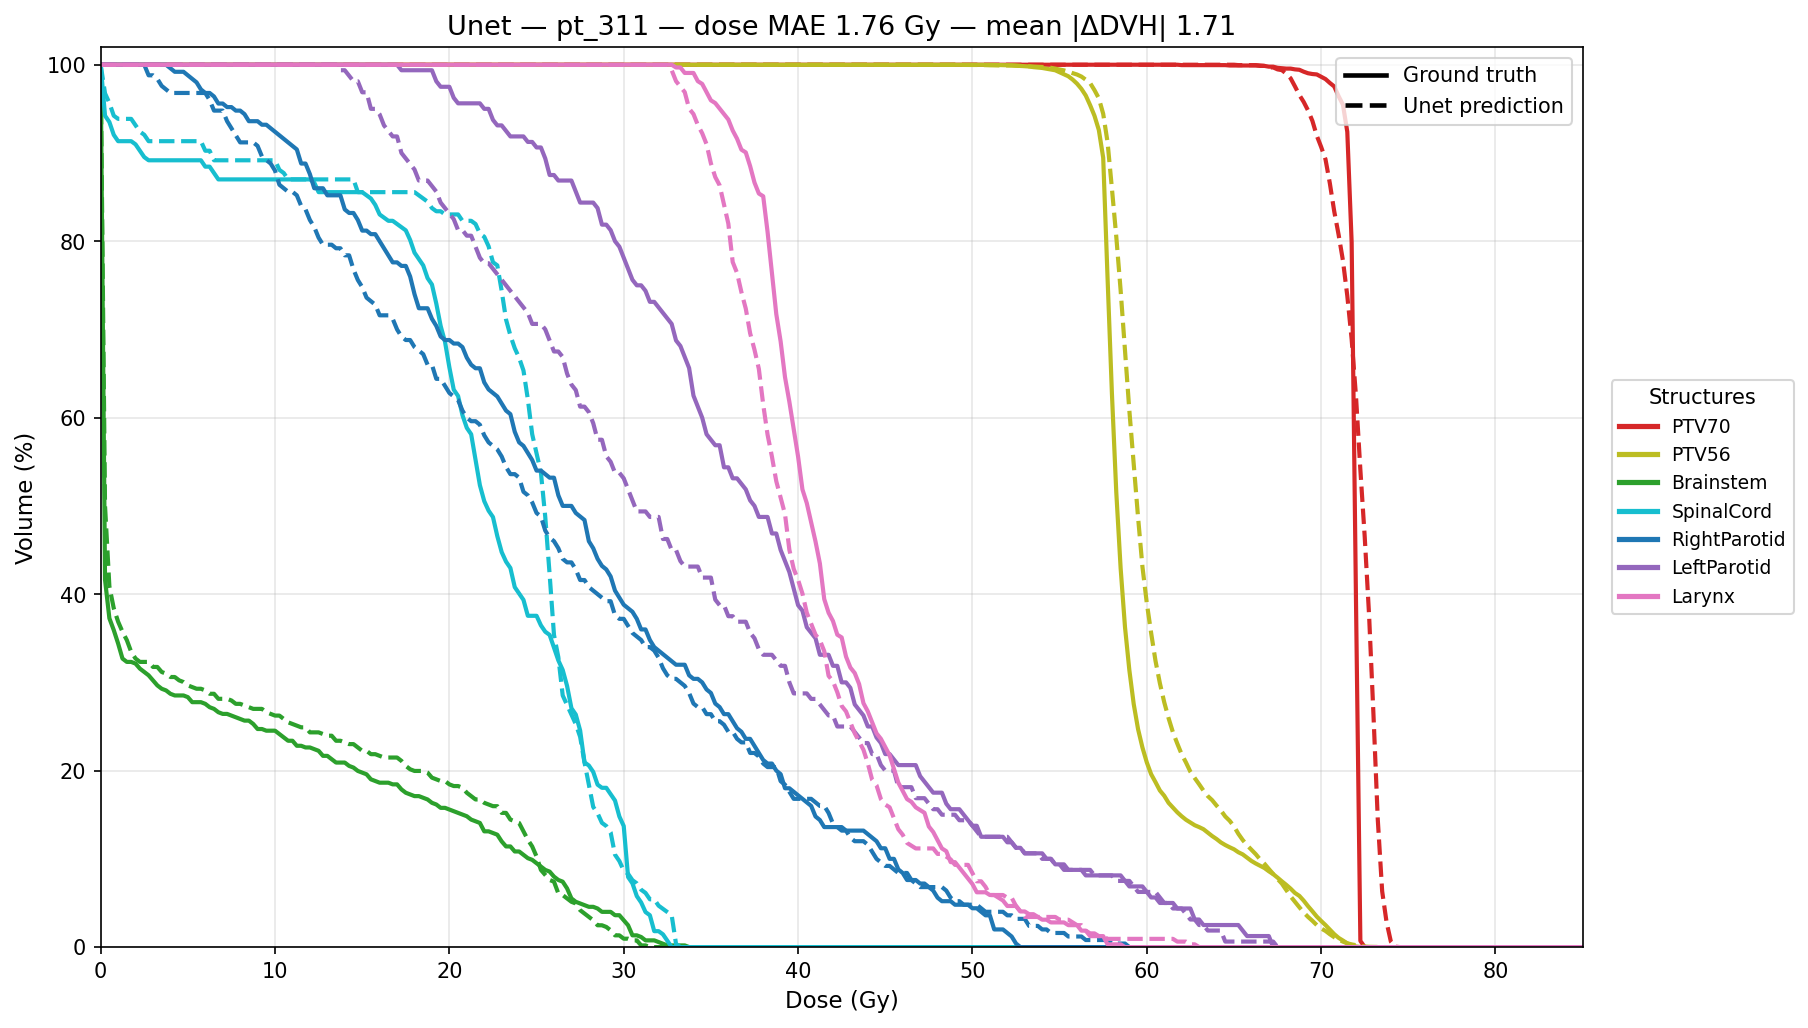 Unet — pt_311 — dose MAE 1.76 Gy — mean |ΔDVH| 1.71
Ground truth
Unet prediction
Structures
PTV70
PTV56
Brainstem
SpinalCord
RightParotid
LeftParotid
Larynx
Volume (%)
100
80
60
40
20
0
0 10 20 30 40 50 60 70 80
Dose (Gy)